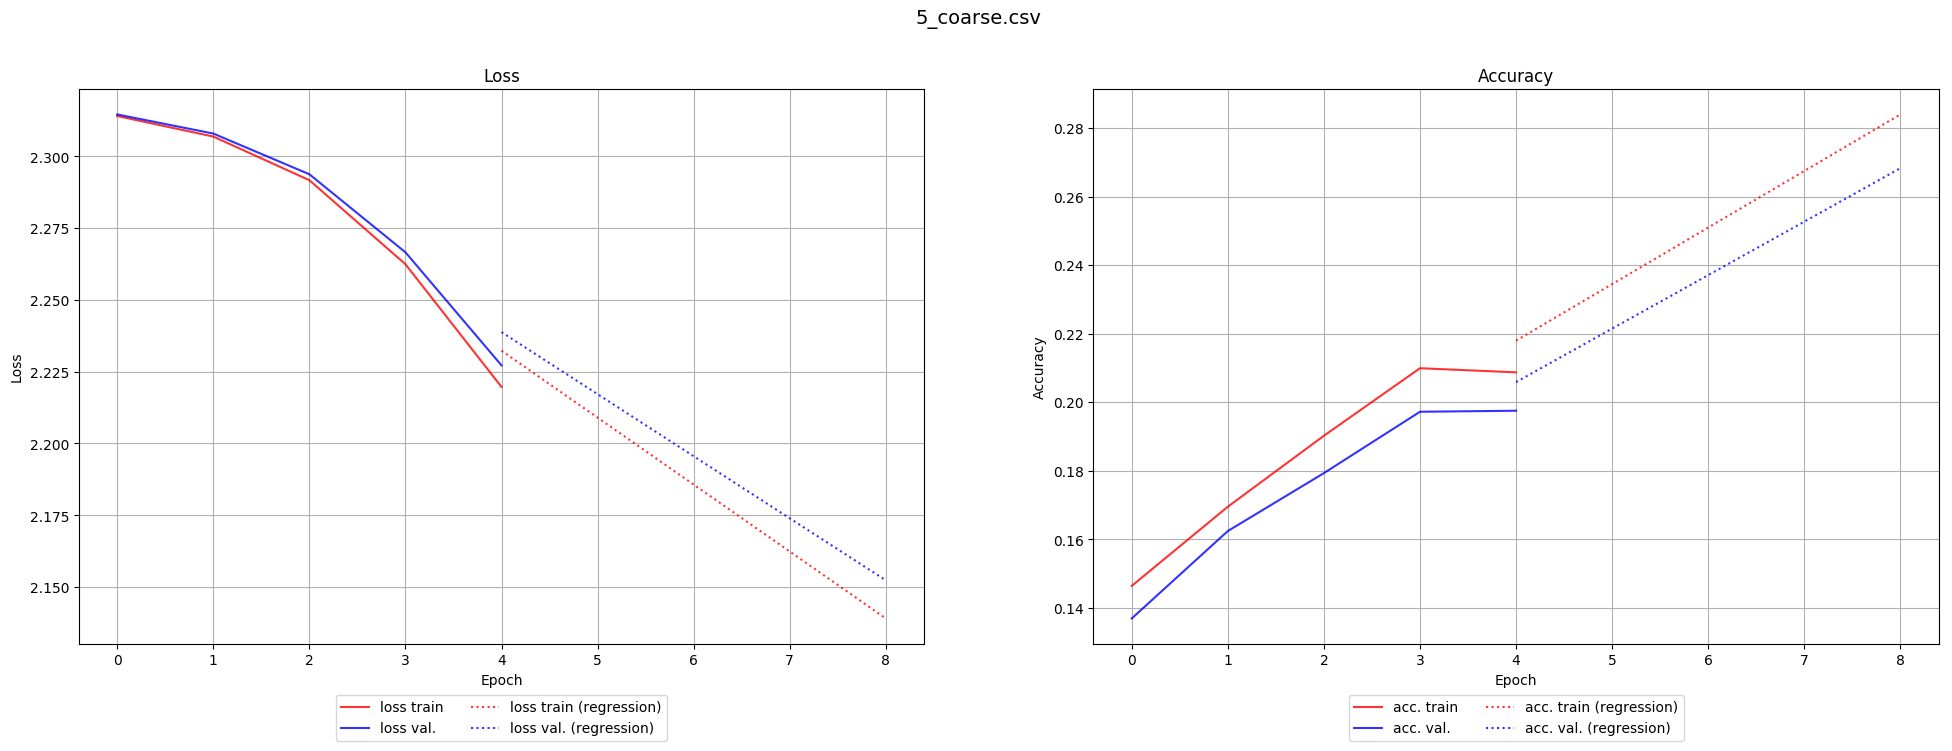 5_coarse.csv
Loss
Loss
2.300
2.275
2.250
2.225
2.200
2.175
2.150
0 1 2 3 4 5 6 7 8
Epoch
loss train
loss val.
loss train (regression)
loss val. (regression)
Accuracy
Accuracy
0.28
0.26
0.24
0.22
0.20
0.18
0.16
0.14
0 1 2 3 4 5 6 7 8
Epoch
acc. train
acc. val.
acc. train (regression)
acc. val. (regression)